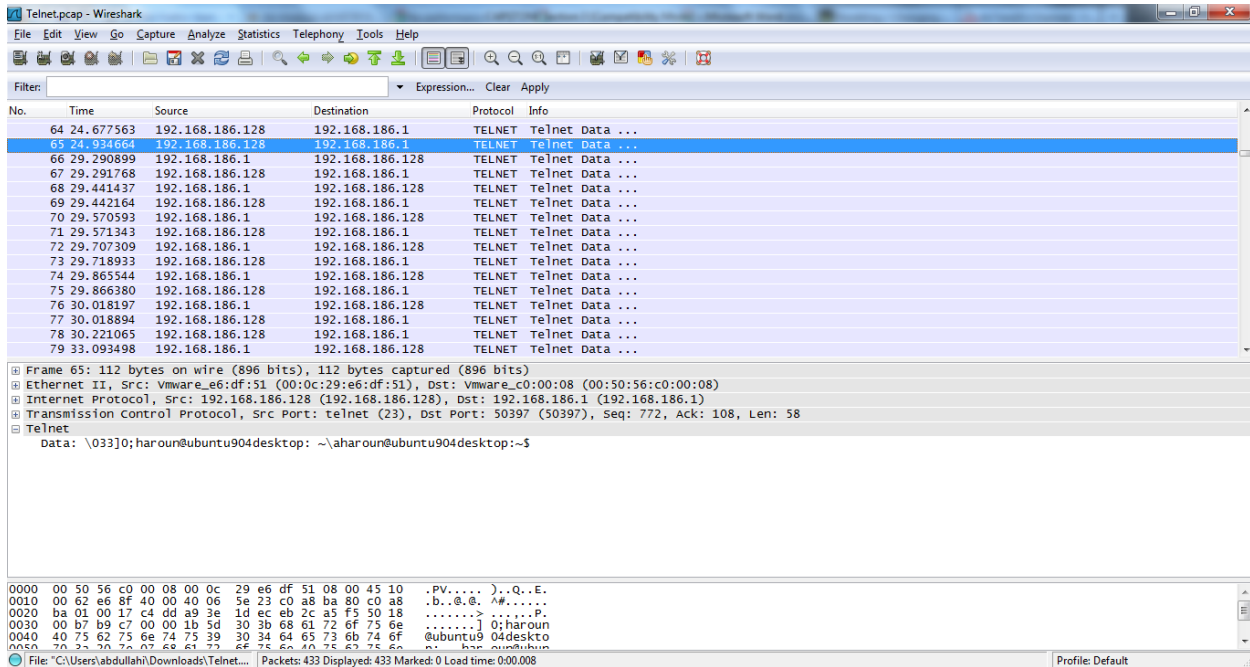 Telnet.pcap - Wireshark
File Edit View Go Capture Analyze Statistics Telephony Tools Help
Filter: Expression... Clear Apply
No. Time Source Destination Protocol Info
64 24.677563 192.168.186.128 192.168.186.1 TELNET Telnet Data ...
65 24.934664 192.168.186.128 192.168.186.1 TELNET Telnet Data ...
66 29.290899 192.168.186.1 192.168.186.128 TELNET Telnet Data ...
67 29.291768 192.168.186.128 192.168.186.1 TELNET Telnet Data ...
68 29.441437 192.168.186.1 192.168.186.128 TELNET Telnet Data ...
69 29.442164 192.168.186.128 192.168.186.1 TELNET Telnet Data ...
70 29.570593 192.168.186.1 192.168.186.128 TELNET Telnet Data ...
71 29.571343 192.168.186.128 192.168.186.1 TELNET Telnet Data ...
72 29.707309 192.168.186.1 192.168.186.128 TELNET Telnet Data ...
73 29.718933 192.168.186.128 192.168.186.1 TELNET Telnet Data ...
74 29.865544 192.168.186.1 192.168.186.128 TELNET Telnet Data ...
75 29.866380 192.168.186.128 192.168.186.1 TELNET Telnet Data ...
76 30.018197 192.168.186.1 192.168.186.128 TELNET Telnet Data ...
77 30.018894 192.168.186.128 192.168.186.1 TELNET Telnet Data ...
78 30.221065 192.168.186.128 192.168.186.1 TELNET Telnet Data ...
79 33.093498 192.168.186.1 192.168.186.128 TELNET Telnet Data ...
Frame 65: 112 bytes on wire (896 bits), 112 bytes captured (896 bits)
Ethernet II, Src: Vmware_e6:df:51 (00:0c:29:e6:df:51), Dst: Vmware_c0:00:08 (00:50:56:c0:00:08)
Internet Protocol, Src: 192.168.186.128 (192.168.186.128), Dst: 192.168.186.1 (192.168.186.1)
Transmission Control Protocol, Src Port: telnet (23), Dst Port: 50397 (50397), Seq: 772, Ack: 108, Len: 58
Telnet
Data: \033]0;haroun@ubuntu904desktop: ~\aharoun@ubuntu904desktop:~$
0000 00 50 56 c0 00 08 00 0c 29 e6 df 51 08 00 45 10 .PV..... )..Q..E.
0010 00 62 e6 8f 40 00 40 06 5e 23 c0 a8 ba 80 c0 a8 .b..@.@. ^#......
0020 ba 01 00 17 c4 dd a9 3e 1d ec eb 2c a5 f5 50 18 .......> ...,..P.
0030 00 b7 b9 c7 00 00 1b 5d 30 3b 68 61 72 6f 75 6e .......] 0;haroun
0040 40 75 62 75 6e 74 75 39 30 34 64 65 73 6b 74 6f @ubuntu9 04deskto
0050 70 3a 20 7e 07 68 61 72 6f 75 6e 40 75 62 75 6e p: ~.har oun@ubun
File: "C:\Users\abdullahi\Downloads\Telnet.... Packets: 433 Displayed: 433 Marked: 0 Load time: 0:00.008 Profile: Default